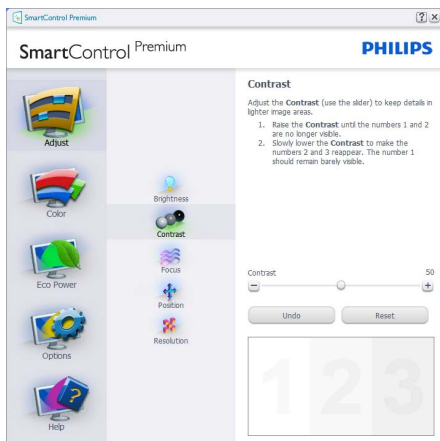 SmartControl Premium
SmartControl Premium
PHILIPS
Adjust
Color
Eco Power
Options
Help
Brightness
Contrast
Focus
Position
Resolution
Contrast
Adjust the Contrast (use the slider) to keep details in
lighter image areas.
1. Raise the Contrast until the numbers 1 and 2
are no longer visible.
2. Slowly lower the Contrast to make the
numbers 2 and 3 reappear. The number 1
should remain barely visible.
Contrast 50
Undo Reset
1 2 3